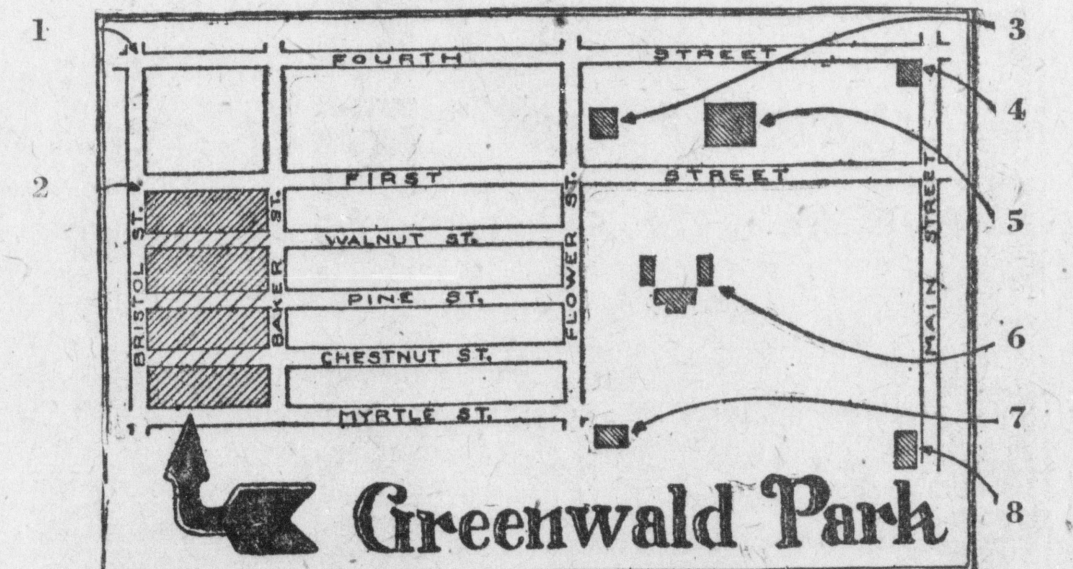 1
3
FOURTH STREET
4
2
FIRST STREET
5
WALNUT ST.
PINE ST.
CHESTNUT ST.
MYRTLE ST.
BRISTOL ST.
BAKER ST.
FLOWER ST.
MAIN STREET
6
7
8
Greenwald Park